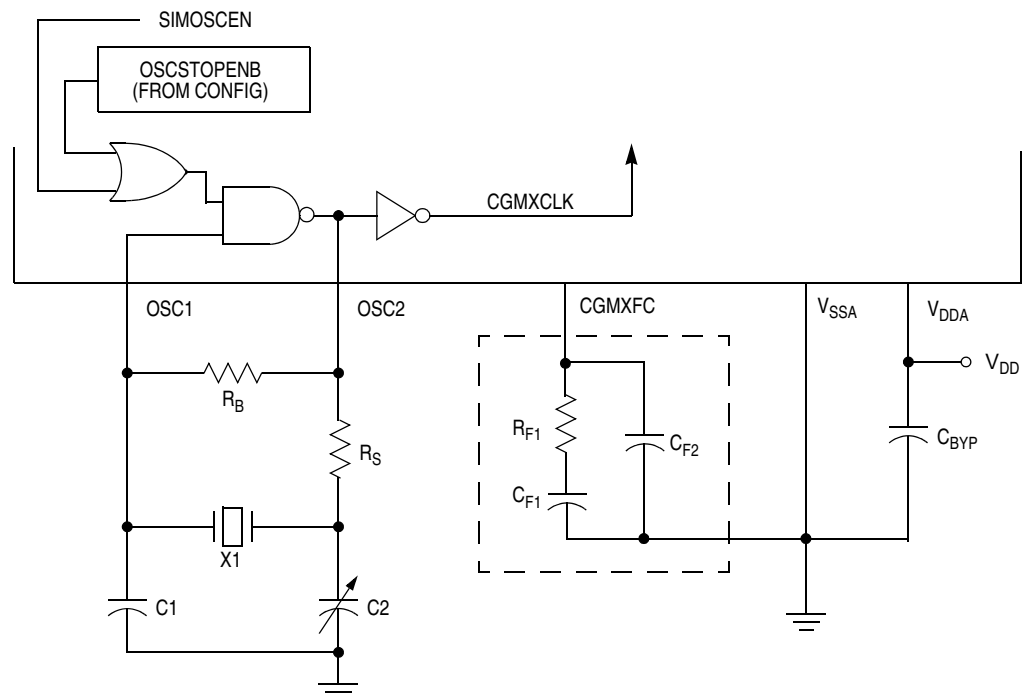 SIMOSCEN
OSCSTOPENB
(FROM CONFIG)
CGMXCLK
OSC1
OSC2
CGMXFC
VSSA
VDDA
VDD
RB
RF1
CF2
CBYP
RS
CF1
X1
C1
C2